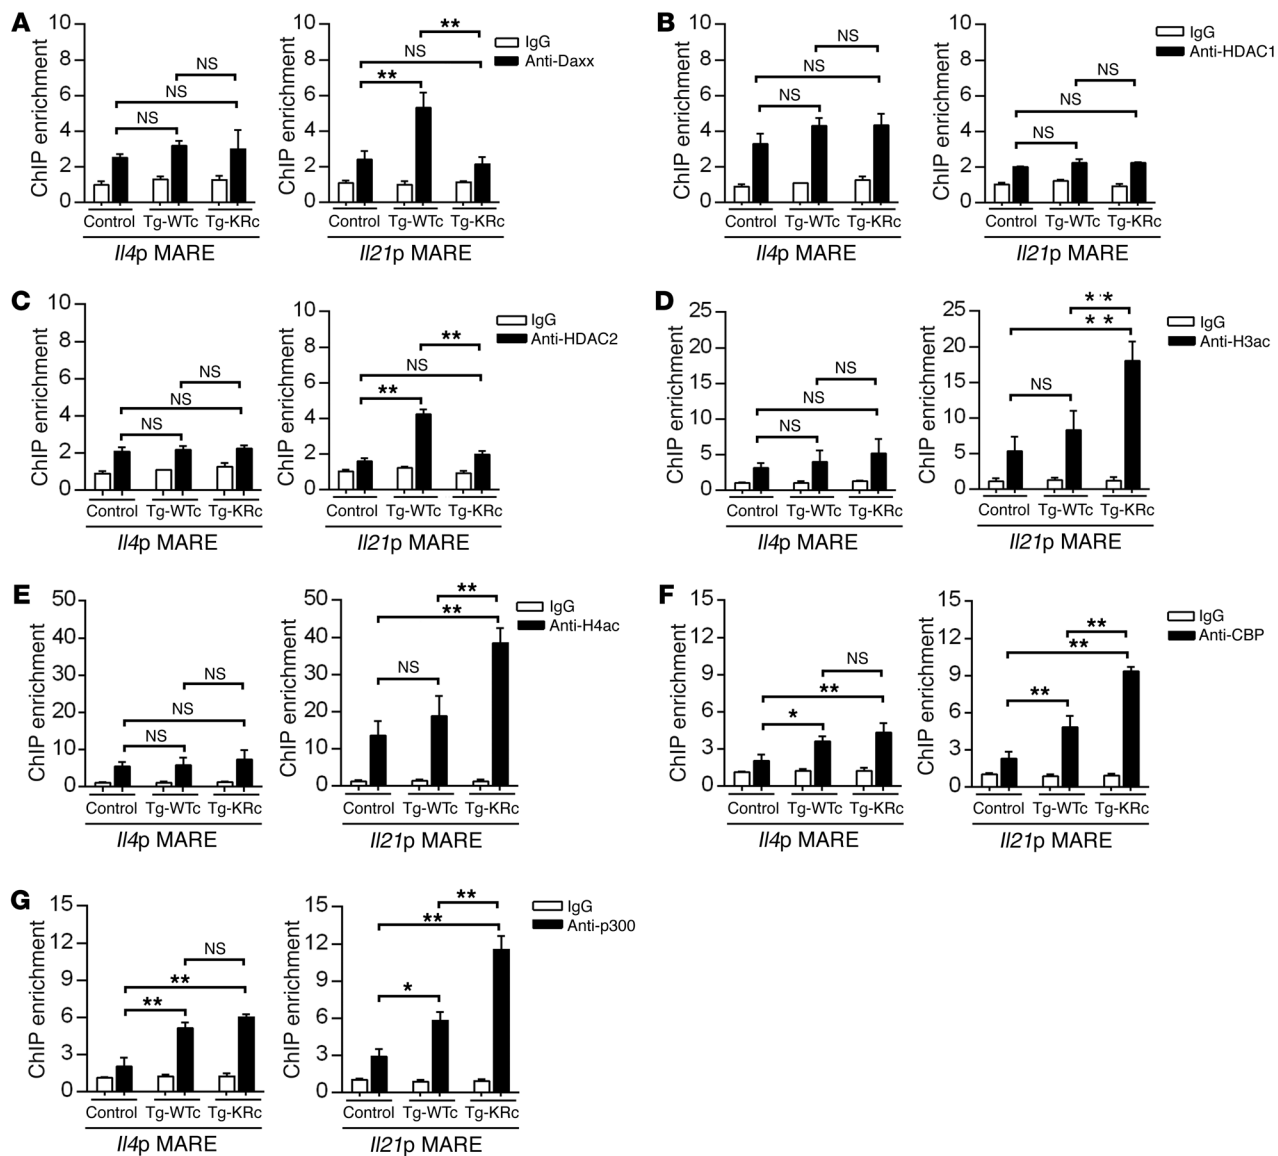 A
ChIP enrichment
10
8
6
4
2
0
NS
NS
NS
Control Tg-WTc Tg-KRc
Il4p MARE
ChIP enrichment
10
8
6
4
2
0
**
NS
**
IgG
Anti-Daxx
Control Tg-WTc Tg-KRc
Il21p MARE
B
ChIP enrichment
10
8
6
4
2
0
NS
NS
NS
Control Tg-WTc Tg-KRc
Il4p MARE
ChIP enrichment
10
8
6
4
2
0
NS
NS
NS
IgG
Anti-HDAC1
Control Tg-WTc Tg-KRc
Il21p MARE
C
ChIP enrichment
10
8
6
4
2
0
NS
NS
NS
Control Tg-WTc Tg-KRc
Il4p MARE
ChIP enrichment
10
8
6
4
2
0
**
NS
**
IgG
Anti-HDAC2
Control Tg-WTc Tg-KRc
Il21p MARE
D
ChIP enrichment
25
20
15
10
5
0
NS
NS
NS
Control Tg-WTc Tg-KRc
Il4p MARE
ChIP enrichment
25
20
15
10
5
0
**
**
NS
IgG
Anti-H3ac
Control Tg-WTc Tg-KRc
Il21p MARE
E
ChIP enrichment
50
40
30
20
10
0
NS
NS
NS
Control Tg-WTc Tg-KRc
Il4p MARE
ChIP enrichment
50
40
30
20
10
0
**
**
NS
IgG
Anti-H4ac
Control Tg-WTc Tg-KRc
Il21p MARE
F
ChIP enrichment
15
12
9
6
3
0
NS
**
*
Control Tg-WTc Tg-KRc
Il4p MARE
ChIP enrichment
15
12
9
6
3
0
**
**
**
IgG
Anti-CBP
Control Tg-WTc Tg-KRc
Il21p MARE
G
ChIP enrichment
15
12
9
6
3
0
NS
**
**
Control Tg-WTc Tg-KRc
Il4p MARE
ChIP enrichment
15
12
9
6
3
0
**
**
*
IgG
Anti-p300
Control Tg-WTc Tg-KRc
Il21p MARE